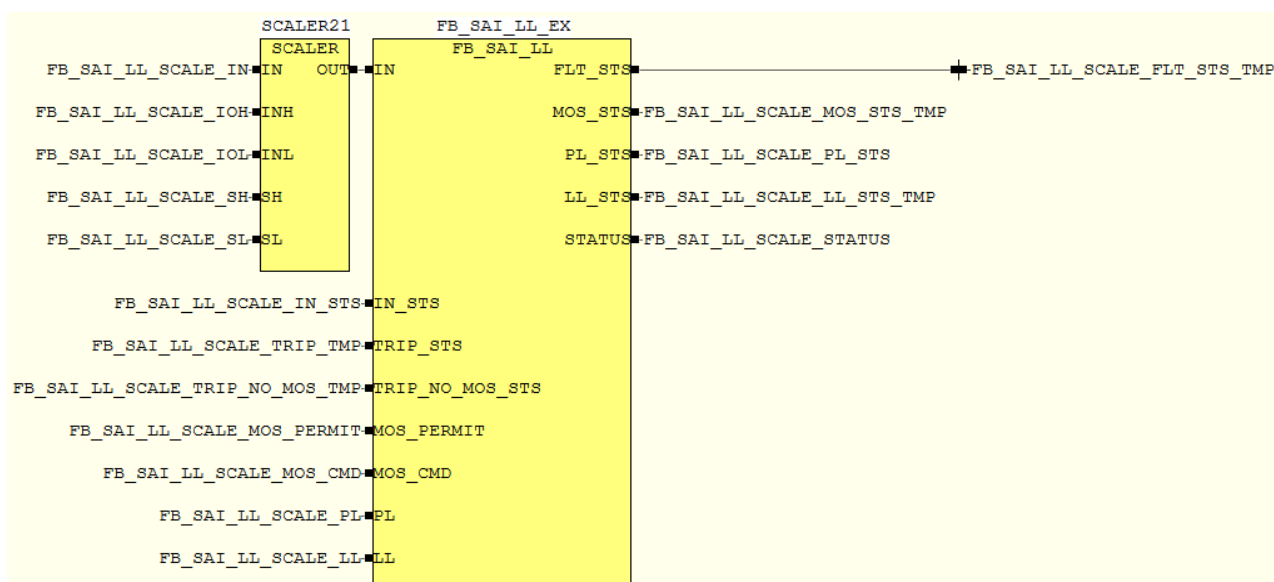 SCALER21 FB_SAI_LL_EX
SCALER FB_SAI_LL
FB_SAI_LL_SCALE_IN IN OUT IN FLT_STS FB_SAI_LL_SCALE_FLT_STS_TMP
FB_SAI_LL_SCALE_IOH INH MOS_STS FB_SAI_LL_SCALE_MOS_STS_TMP
FB_SAI_LL_SCALE_IOL INL PL_STS FB_SAI_LL_SCALE_PL_STS
FB_SAI_LL_SCALE_SH SH LL_STS FB_SAI_LL_SCALE_LL_STS_TMP
FB_SAI_LL_SCALE_SL SL STATUS FB_SAI_LL_SCALE_STATUS
FB_SAI_LL_SCALE_IN_STS IN_STS
FB_SAI_LL_SCALE_TRIP_TMP TRIP_STS
FB_SAI_LL_SCALE_TRIP_NO_MOS_TMP TRIP_NO_MOS_STS
FB_SAI_LL_SCALE_MOS_PERMIT MOS_PERMIT
FB_SAI_LL_SCALE_MOS_CMD MOS_CMD
FB_SAI_LL_SCALE_PL PL
FB_SAI_LL_SCALE_LL LL